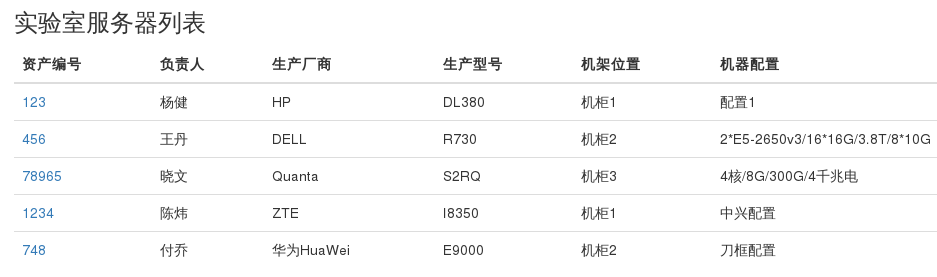 实验室服务器列表
资产编号 负责人 生产厂商 生产型号 机架位置 机器配置
123 杨健 HP DL380 机柜1 配置1
456 王丹 DELL R730 机柜2 2*E5-2650v3/16*16G/3.8T/8*10G
78965 晓文 Quanta S2RQ 机柜3 4核/8G/300G/4千兆电
1234 陈炜 ZTE I8350 机柜1 中兴配置
748 付乔 华为HuaWei E9000 机柜2 刀框配置